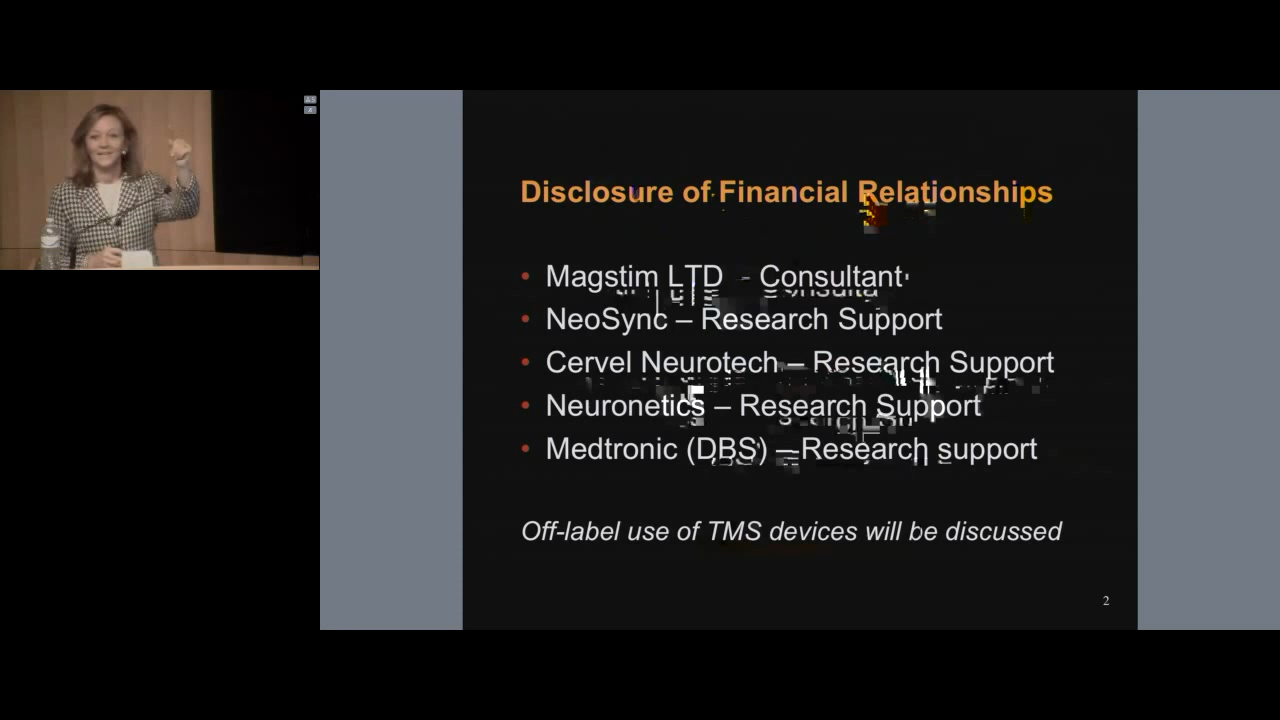 Disclosure of Financial Relationships
• Magstim LTD - Consultant
• NeoSync – Research Support
• Cervel Neurotech – Research Support
• Neuronetics – Research Support
• Medtronic (DBS) – Research support
Off-label use of TMS devices will be discussed
2